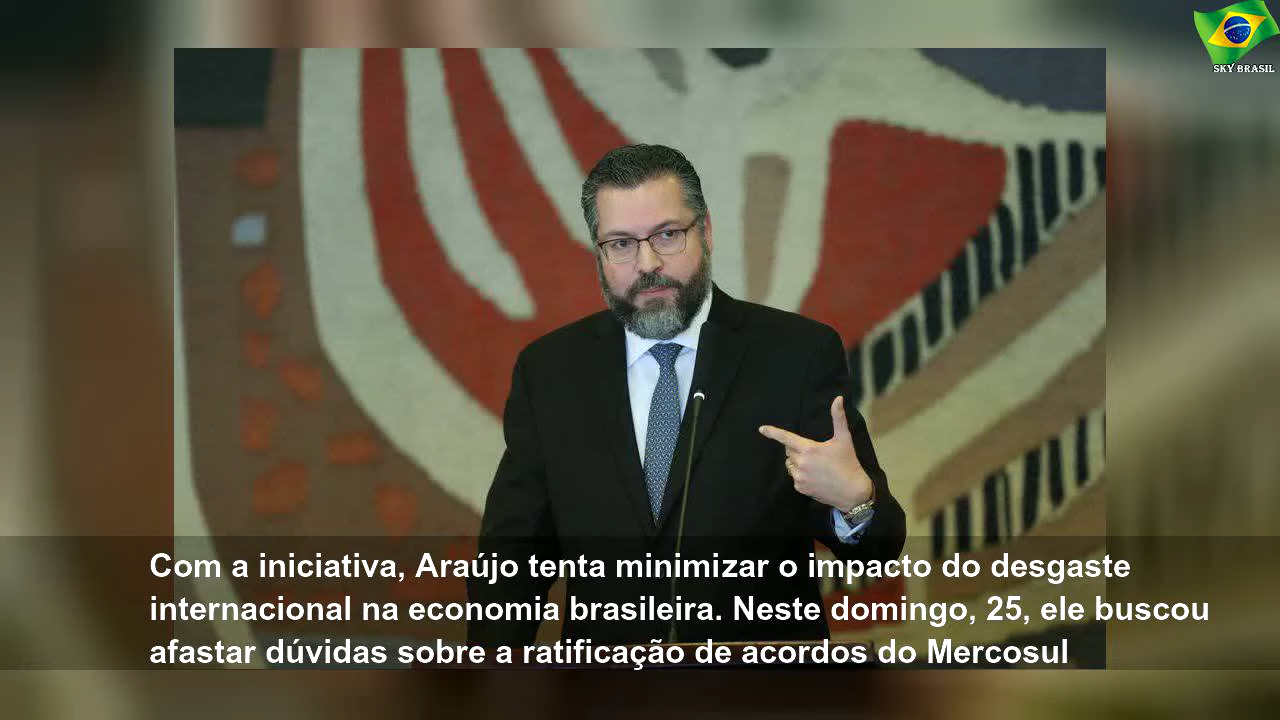 SKY BRASIL
Com a iniciativa, Araújo tenta minimizar o impacto do desgaste
internacional na economia brasileira. Neste domingo, 25, ele buscou
afastar dúvidas sobre a ratificação de acordos do Mercosul